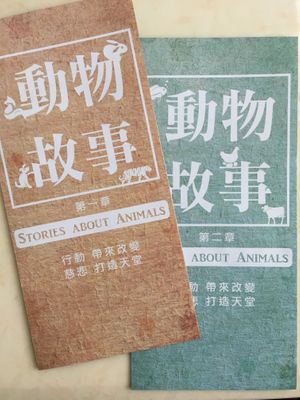 動物
故事
第一章
STORIES ABOUT ANIMALS
行動 帶來改變
慈悲 打造天堂
動物
故事
第二章
ABOUT ANIMALS
動 帶來改變
悲 打造天堂